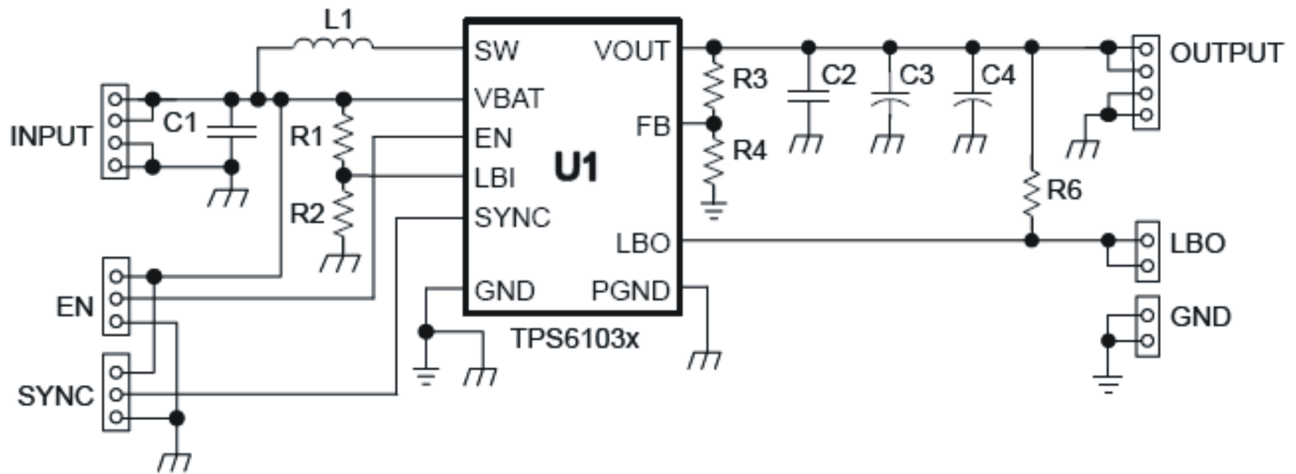 L1
SW
VOUT
OUTPUT
R3
C2
C3
C4
INPUT
C1
VBAT
R1
EN
FB
R4
U1
LBI
R2
SYNC
R6
LBO
LBO
GND
PGND
GND
EN
TPS6103x
SYNC